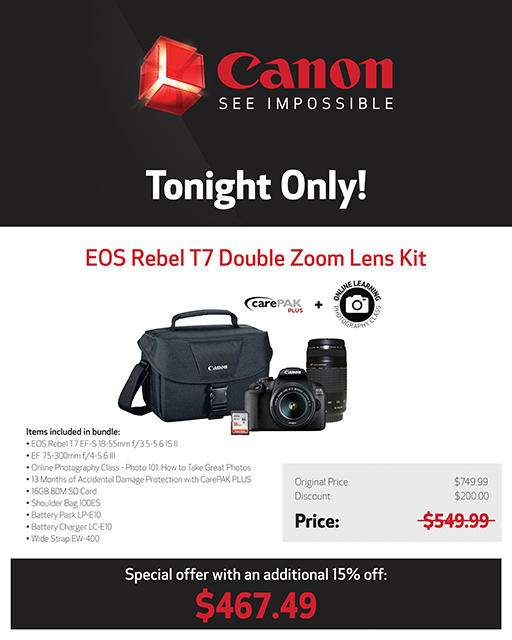 Canon
SEE IMPOSSIBLE
Tonight Only!
EOS Rebel T7 Double Zoom Lens Kit
carePAK
PLUS
+
ONLINE LEARNING
PHOTOGRAPHY CLASS
Canon
Canon
Items included in bundle:
• EOS Rebel T7 EF-S 18-55mm f/3.5-5.6 IS II
• EF 75-300mm f/4-5.6 III
• Online Photography Class - Photo 101: How to Take Great Photos
• 13 Months of Accidental Damage Protection with CarePAK PLUS
• 16GB 80M SD Card
• Shoulder Bag 100ES
• Battery Pack LP-E10
• Battery Charger LC-E10
• Wide Strap EW-400
Original Price: $749.99
Discount: $200.00
Price: $549.99
Special offer with an additional 15% off:
$467.49